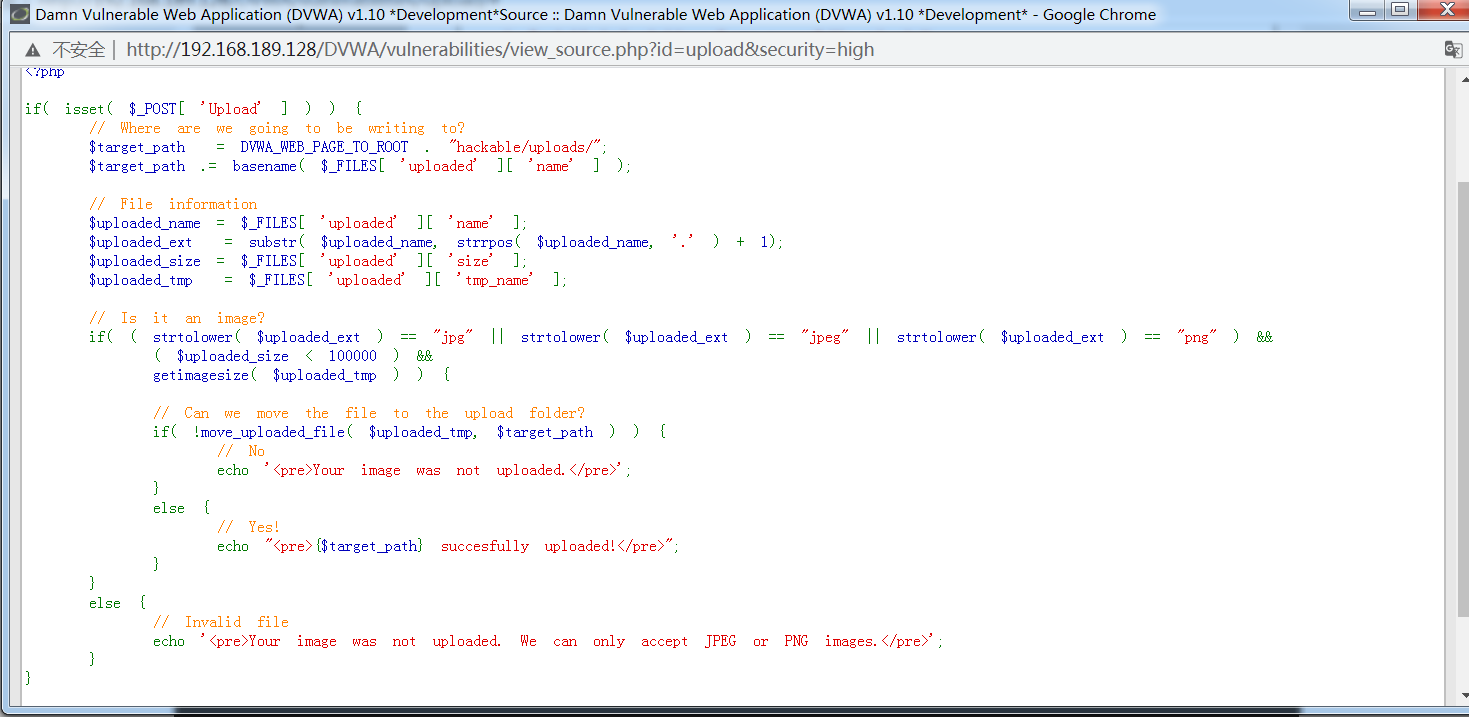 Damn Vulnerable Web Application (DVWA) v1.10 *Development*Source :: Damn Vulnerable Web Application (DVWA) v1.10 *Development* - Google Chrome
不安全 | http://192.168.189.128/DVWA/vulnerabilities/view_source.php?id=upload&security=high
<?php
if( isset( $_POST[ 'Upload' ] ) ) {
// Where are we going to be writing to?
$target_path = DVWA_WEB_PAGE_TO_ROOT . "hackable/uploads/";
$target_path .= basename( $_FILES[ 'uploaded' ][ 'name' ] );
// File information
$uploaded_name = $_FILES[ 'uploaded' ][ 'name' ];
$uploaded_ext = substr( $uploaded_name, strrpos( $uploaded_name, '.' ) + 1);
$uploaded_size = $_FILES[ 'uploaded' ][ 'size' ];
$uploaded_tmp = $_FILES[ 'uploaded' ][ 'tmp_name' ];
// Is it an image?
if( ( strtolower( $uploaded_ext ) == "jpg" || strtolower( $uploaded_ext ) == "jpeg" || strtolower( $uploaded_ext ) == "png" ) &&
( $uploaded_size < 100000 ) &&
getimagesize( $uploaded_tmp ) ) {
// Can we move the file to the upload folder?
if( !move_uploaded_file( $uploaded_tmp, $target_path ) ) {
// No
echo '<pre>Your image was not uploaded.</pre>';
}
else {
// Yes!
echo "<pre>{$target_path} succesfully uploaded!</pre>";
}
}
else {
// Invalid file
echo '<pre>Your image was not uploaded. We can only accept JPEG or PNG images.</pre>';
}
}